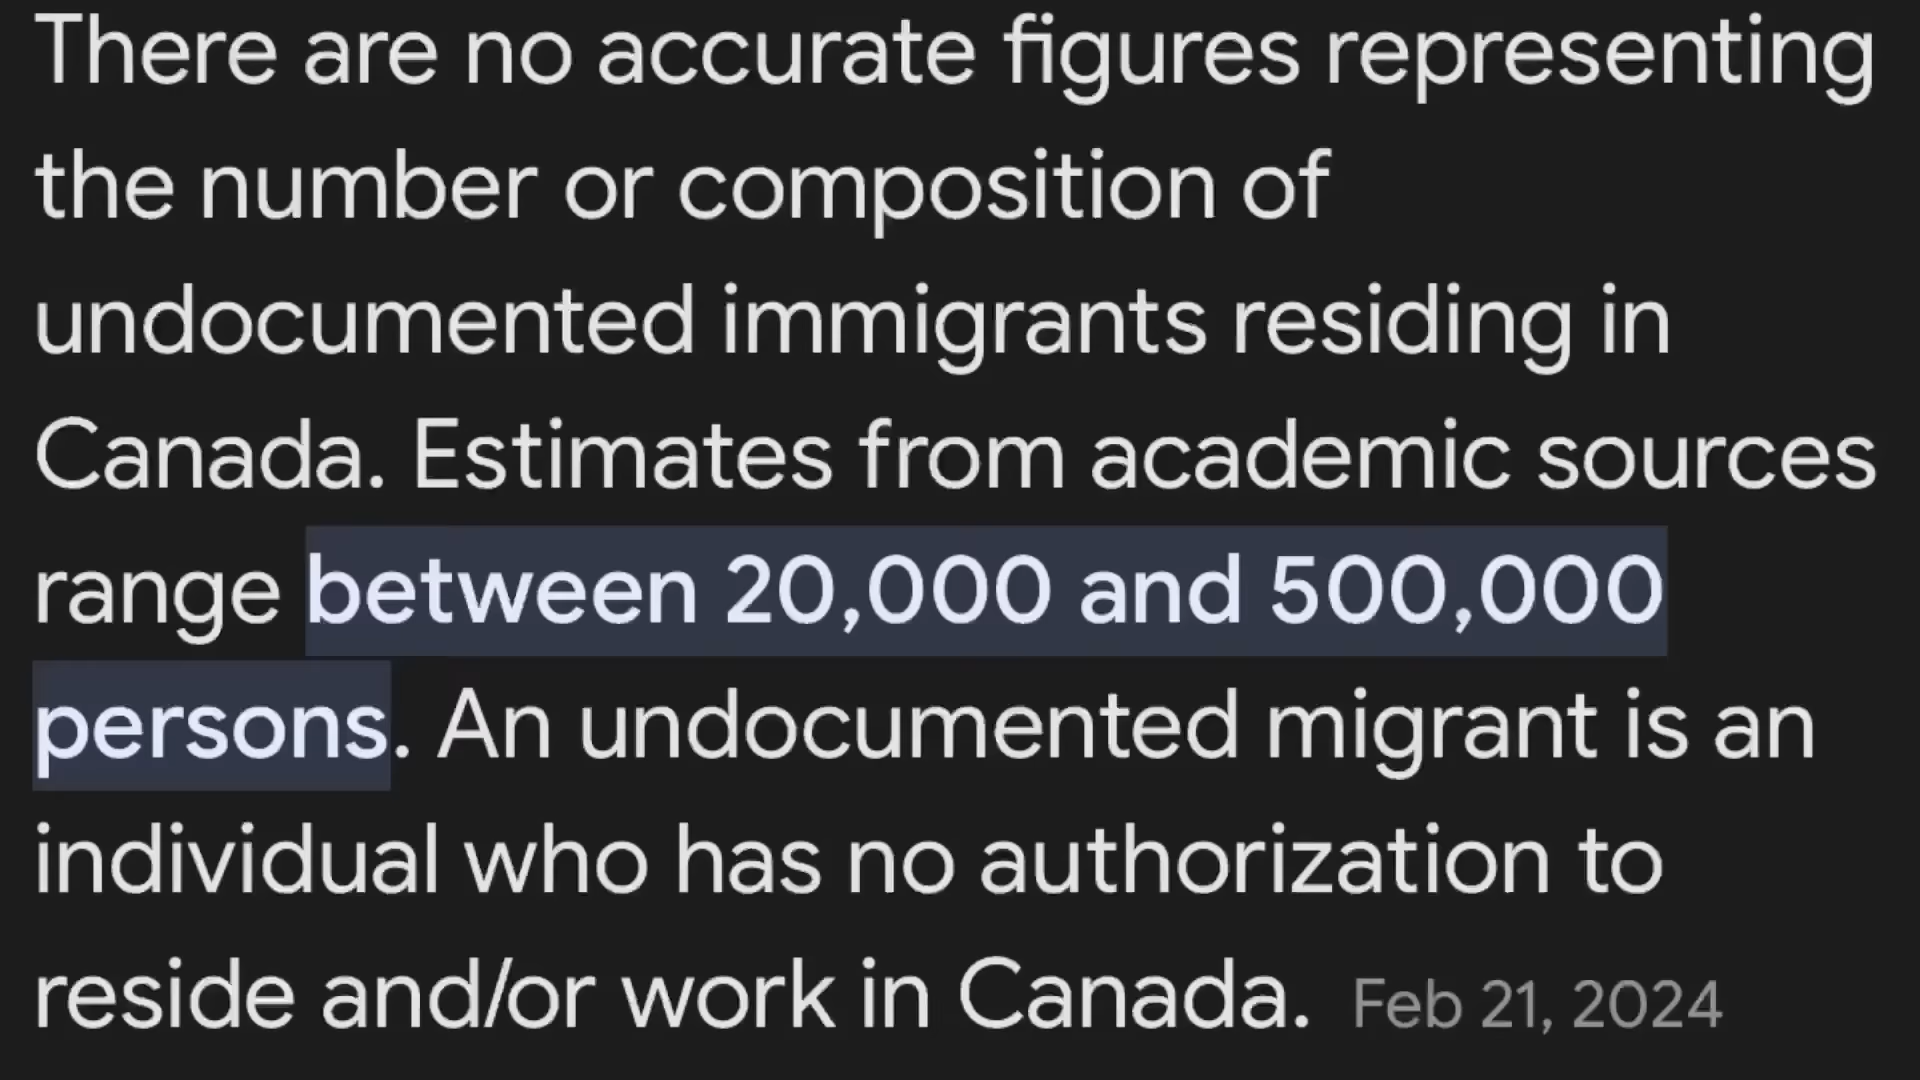 There are no accurate figures representing
the number or composition of
undocumented immigrants residing in
Canada. Estimates from academic sources
range between 20,000 and 500,000
persons. An undocumented migrant is an
individual who has no authorization to
reside and/or work in Canada. Feb 21, 2024